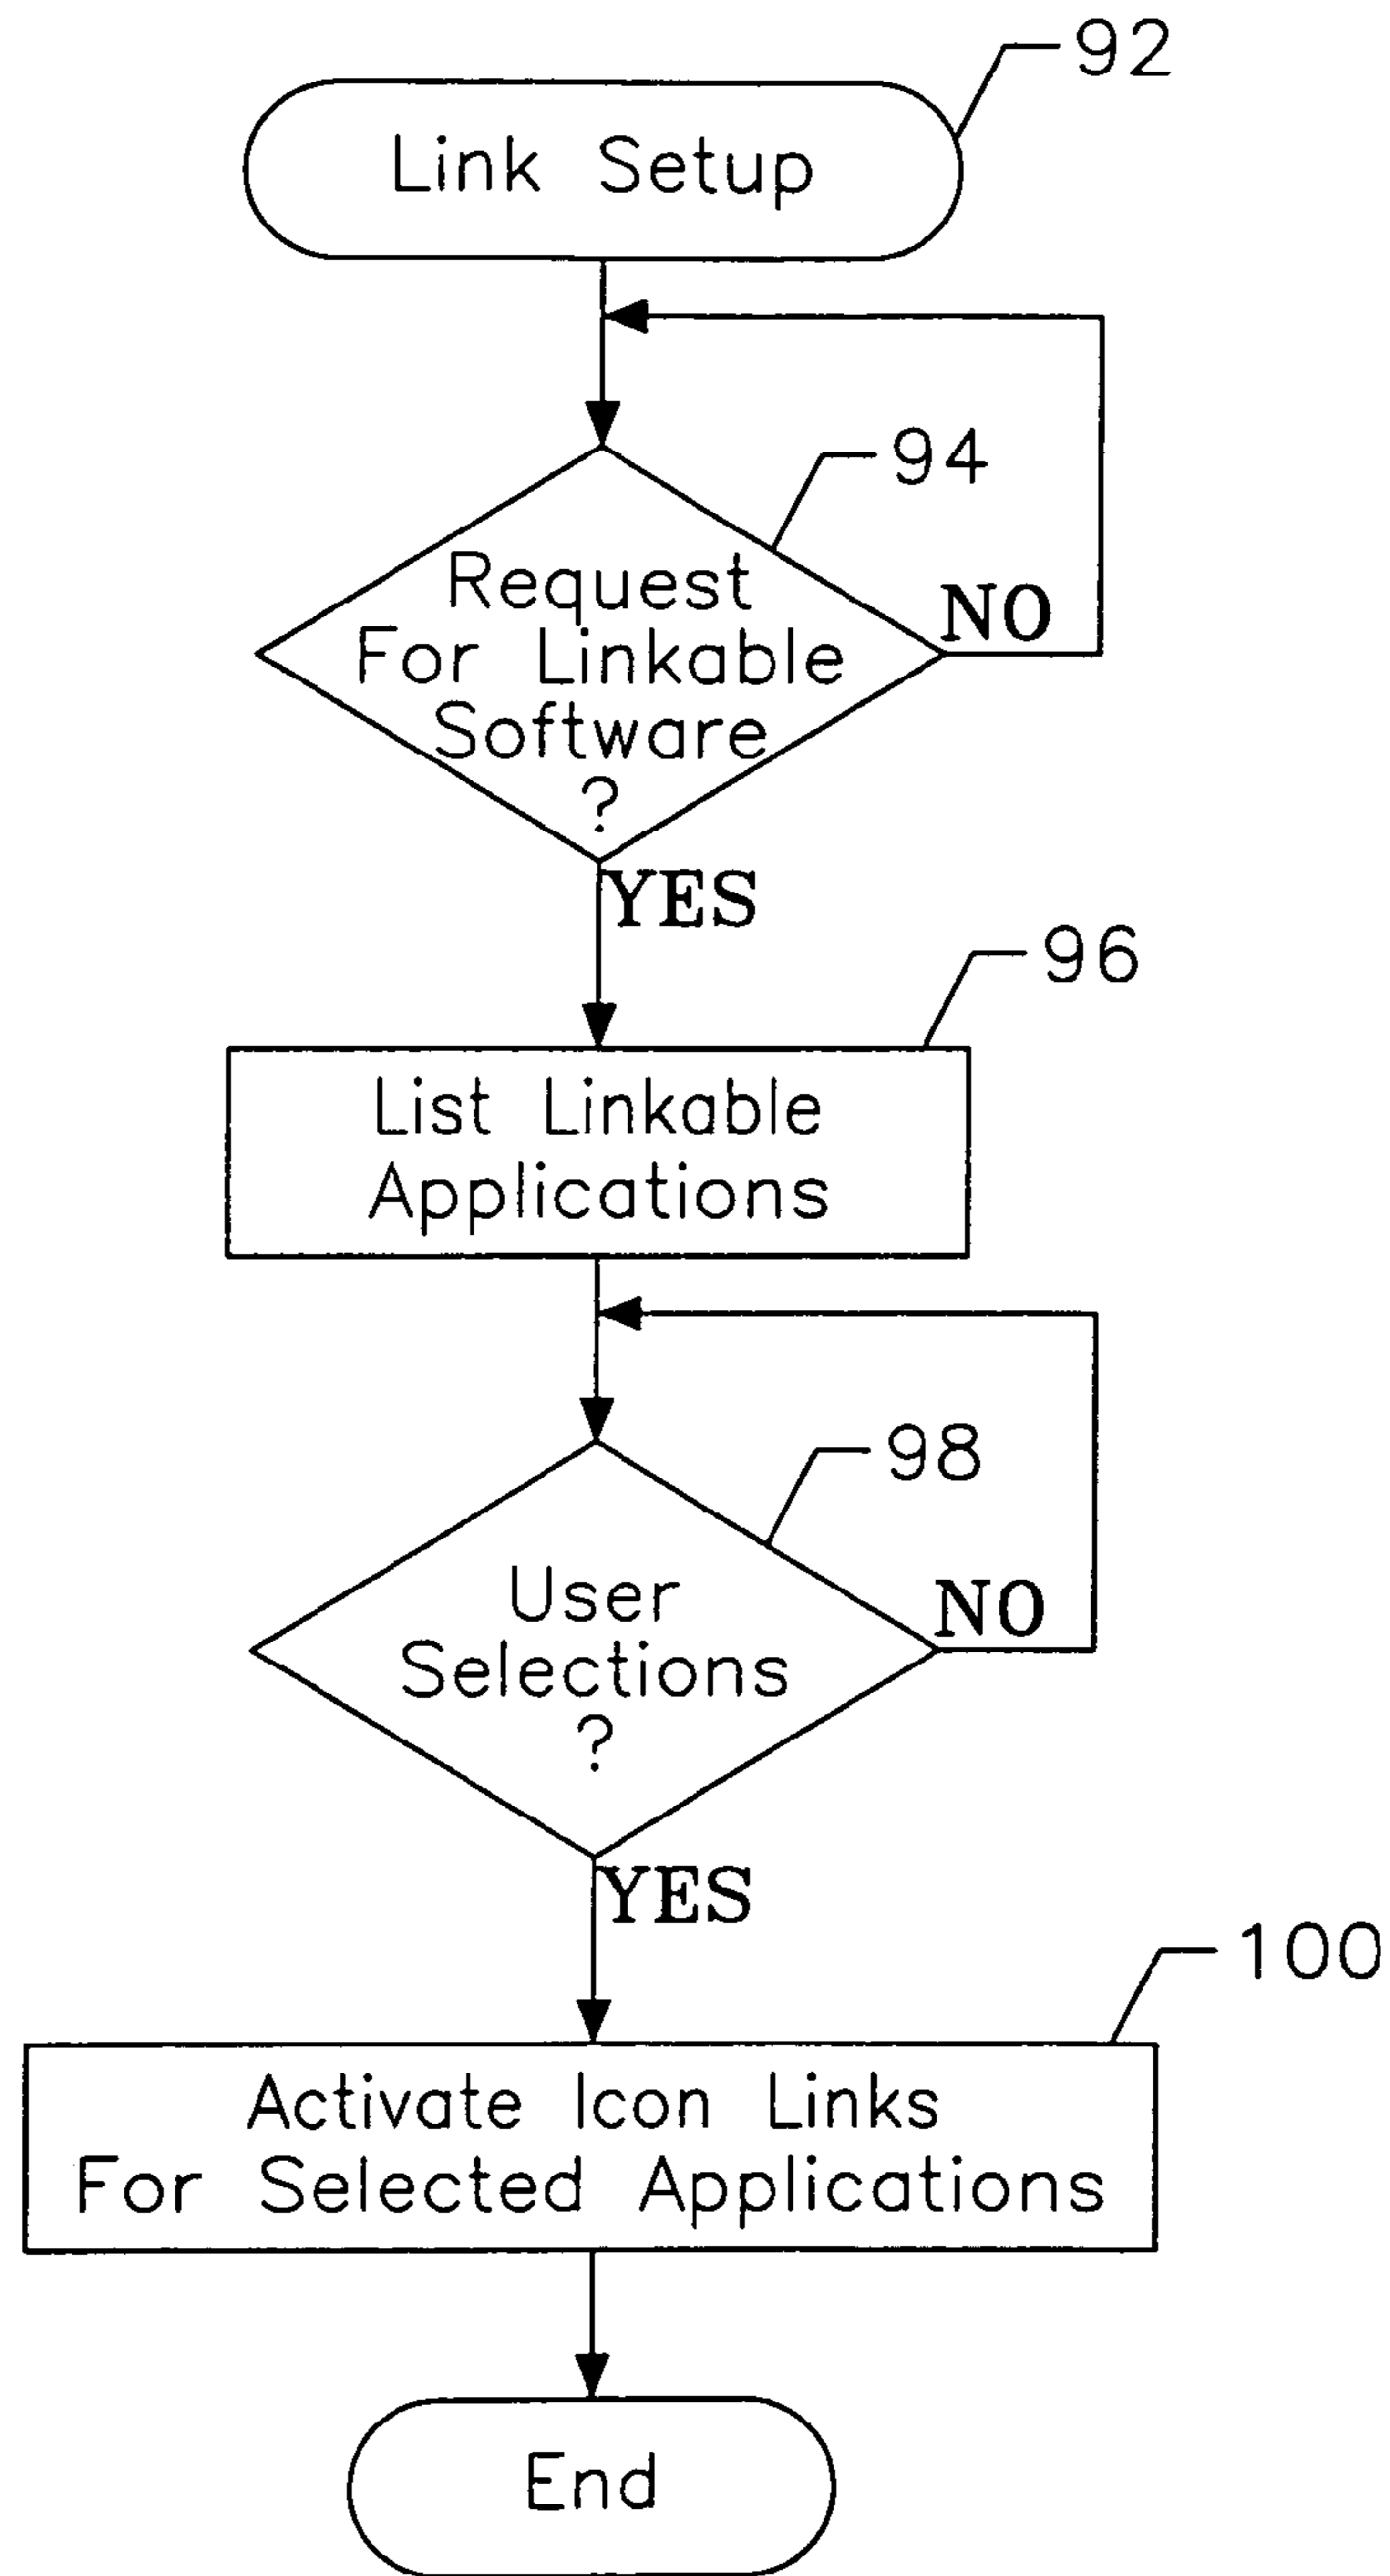 92
Link Setup
94
Request
For Linkable
Software
?
NO
YES
96
List Linkable
Applications
98
User
Selections
?
NO
YES
100
Activate Icon Links
For Selected Applications
End